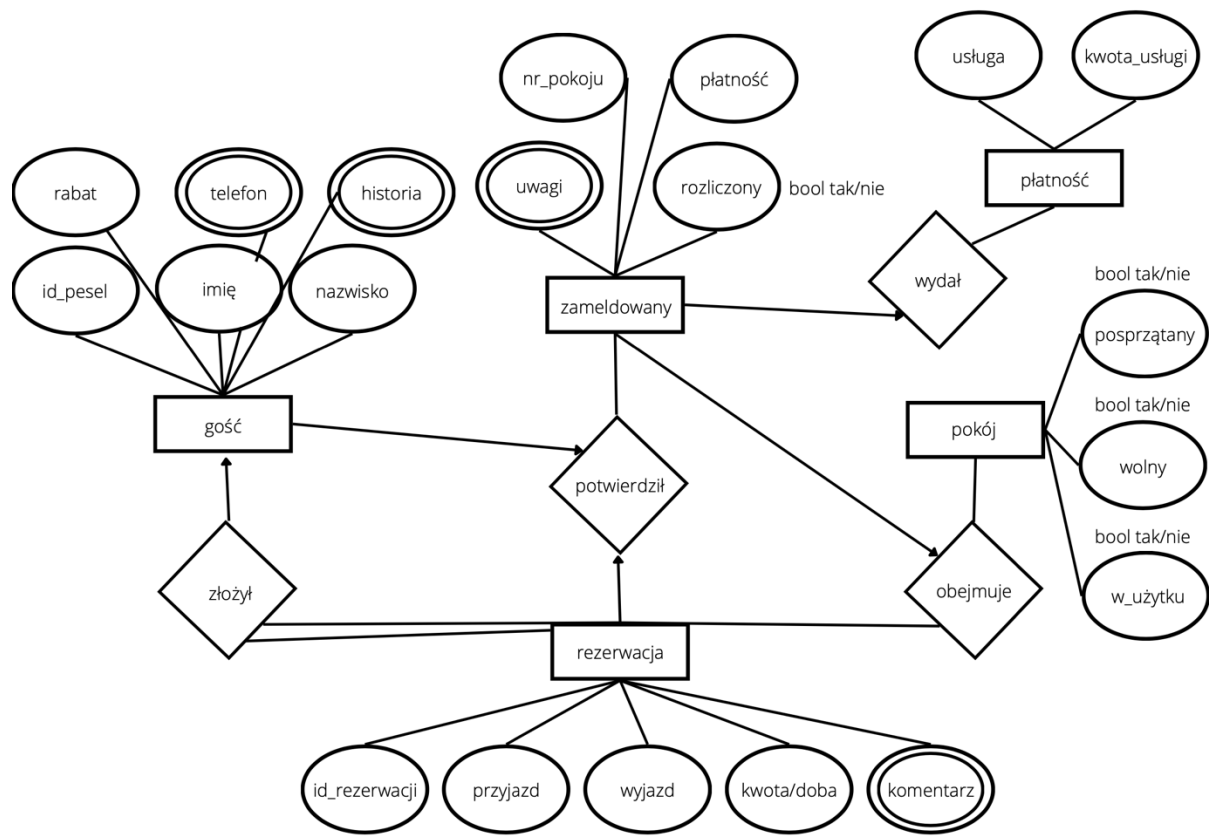 usługa
kwota_usługi
nr_pokoju
płatność
płatność
rabat
telefon
historia
uwagi
rozliczony
bool tak/nie
wydał
id_pesel
imię
nazwisko
zameldowany
bool tak/nie
posprzątany
gość
bool tak/nie
pokój
wolny
potwierdził
bool tak/nie
złożył
obejmuje
w_użytku
rezerwacja
id_rezerwacji
przyjazd
wyjazd
kwota/doba
komentarz